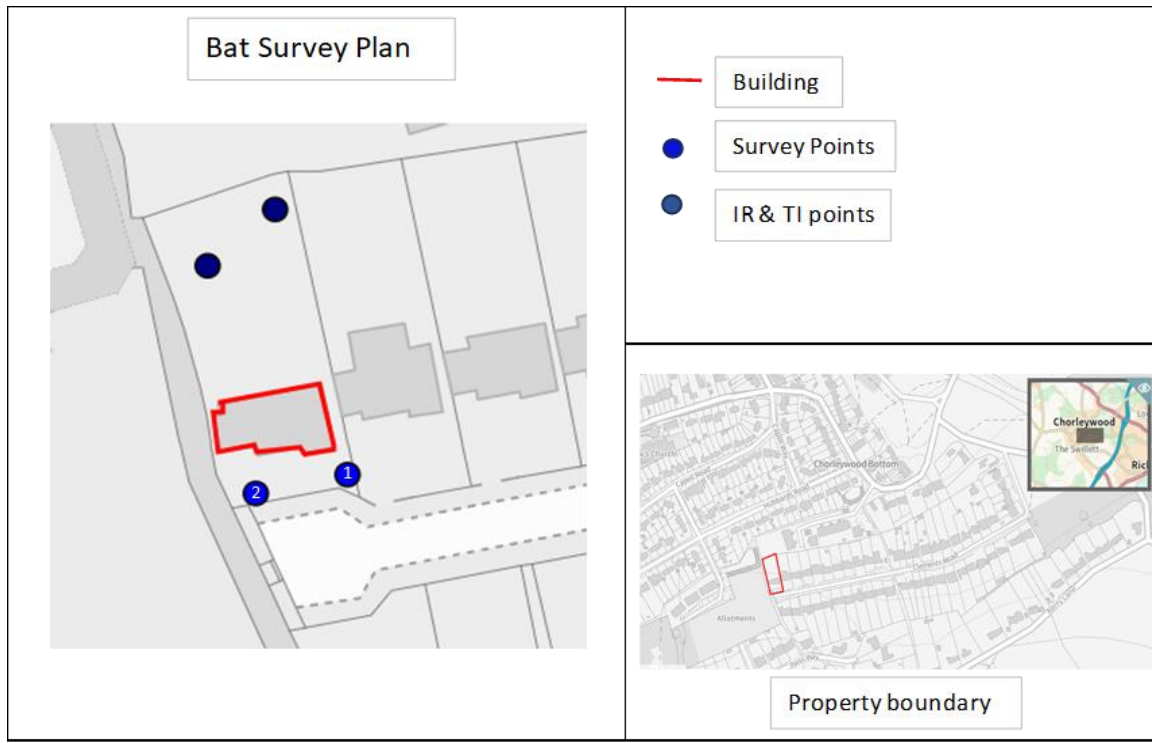 Bat Survey Plan
2
1
Building
Survey Points
IR & TI points
Chorleywood
The Swillett
Chorleywood Bottom
Allotments
Property boundary